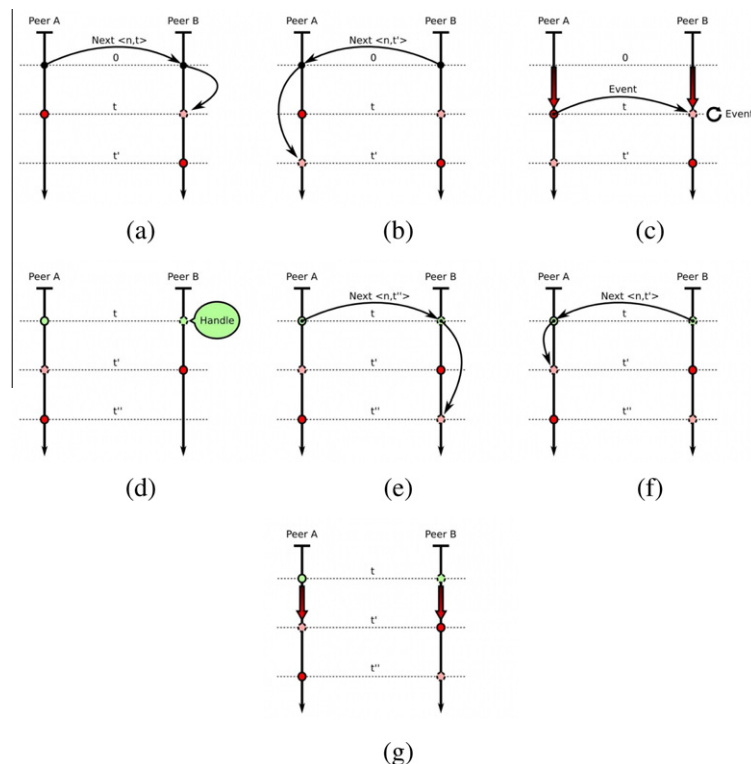 Peer A Peer B Peer A Peer B Peer A Peer B
Next <n,t> Next <n,t'>
0 0 0
Event
t t t Event
t' t' t'
(a) (b) (c)
Peer A Peer B Peer A Peer B Peer A Peer B
Next <n,t''> Next <n,t'>
t Handle t t
t' t' t'
t'' t'' t''
(d) (e) (f)
Peer A Peer B
t
t'
t''
(g)